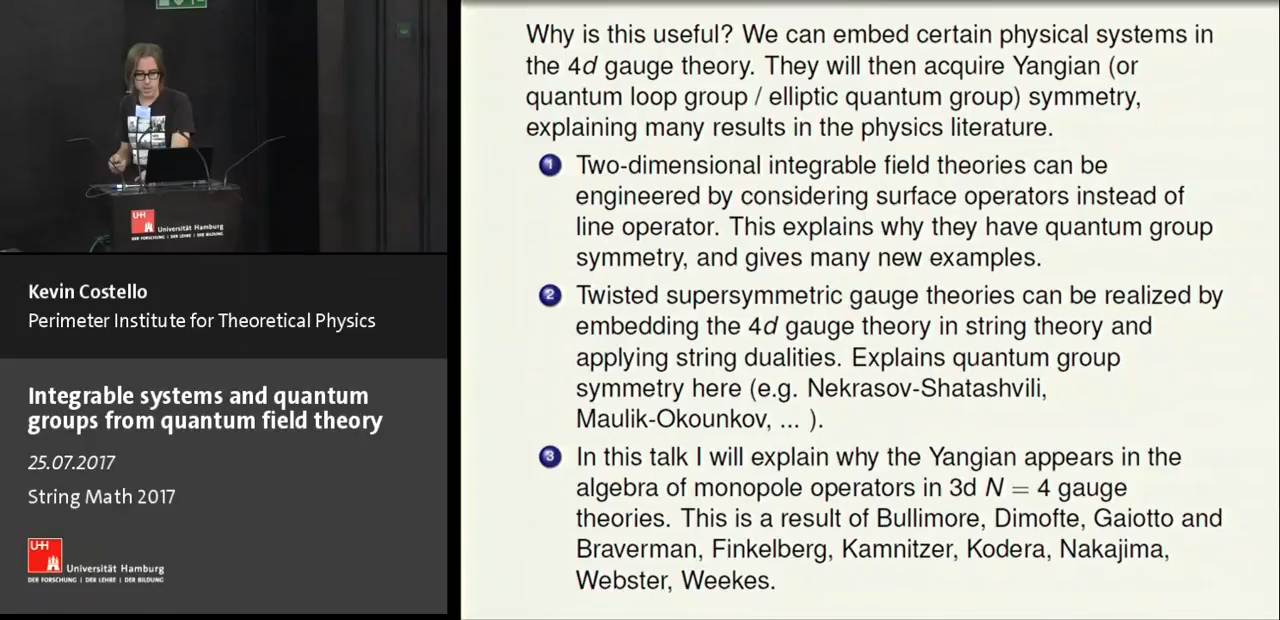 UHH
Universität Hamburg
DER FORSCHUNG | DER LEHRE | DER BILDUNG
Kevin Costello
Perimeter Institute for Theoretical Physics
Integrable systems and quantum
groups from quantum field theory
25.07.2017
String Math 2017
UHH
Universität Hamburg
DER FORSCHUNG | DER LEHRE | DER BILDUNG
Why is this useful? We can embed certain physical systems in
the 4d gauge theory. They will then acquire Yangian (or
quantum loop group / elliptic quantum group) symmetry,
explaining many results in the physics literature.
1 Two-dimensional integrable field theories can be
engineered by considering surface operators instead of
line operator. This explains why they have quantum group
symmetry, and gives many new examples.
2 Twisted supersymmetric gauge theories can be realized by
embedding the 4d gauge theory in string theory and
applying string dualities. Explains quantum group
symmetry here (e.g. Nekrasov-Shatashvili,
Maulik-Okounkov, ... ).
3 In this talk I will explain why the Yangian appears in the
algebra of monopole operators in 3d N = 4 gauge
theories. This is a result of Bullimore, Dimofte, Gaiotto and
Braverman, Finkelberg, Kamnitzer, Kodera, Nakajima,
Webster, Weekes.